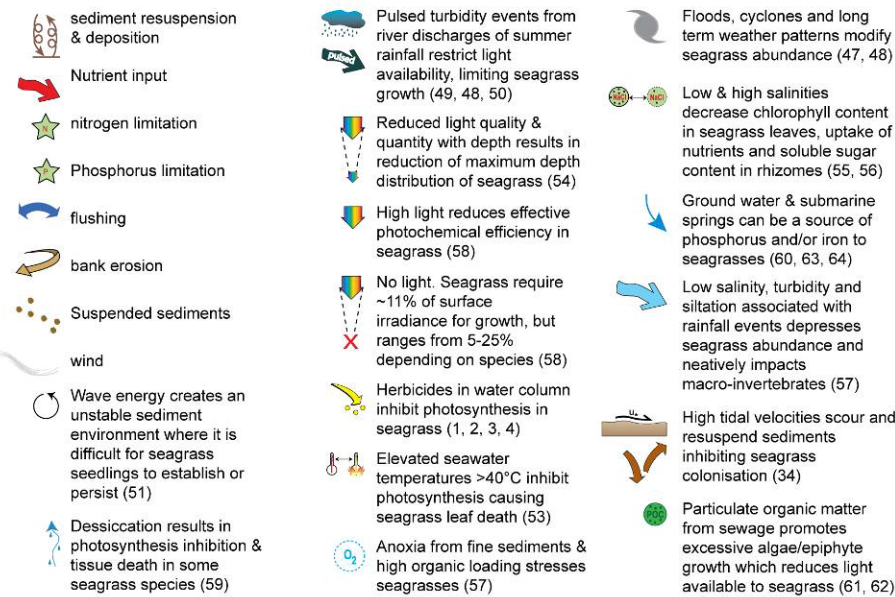 sediment resuspension
& deposition
Nutrient input
N
nitrogen limitation
P
Phosphorus limitation
flushing
bank erosion
Suspended sediments
wind
Wave energy creates an
unstable sediment
environment where it is
difficult for seagrass
seedlings to establish or
persist (51)
Dessiccation results in
photosynthesis inhibition &
tissue death in some
seagrass species (59)
Pulsed turbidity events from
river discharges of summer
rainfall restrict light
availability, limiting seagrass
growth (49, 48, 50)
pulsed
Reduced light quality &
quantity with depth results in
reduction of maximum depth
distribution of seagrass (54)
High light reduces effective
photochemical efficiency in
seagrass (58)
No light. Seagrass require
~11% of surface
irradiance for growth, but
ranges from 5-25%
depending on species (58)
Herbicides in water column
inhibit photosynthesis in
seagrass (1, 2, 3, 4)
Elevated seawater
temperatures >40°C inhibit
photosynthesis causing
seagrass leaf death (53)
O2
Anoxia from fine sediments &
high organic loading stresses
seagrasses (57)
Floods, cyclones and long
term weather patterns modify
seagrass abundance (47, 48)
NaCl NaCl
Low & high salinities
decrease chlorophyll content
in seagrass leaves, uptake of
nutrients and soluble sugar
content in rhizomes (55, 56)
Ground water & submarine
springs can be a source of
phosphorus and/or iron to
seagrasses (60, 63, 64)
Low salinity, turbidity and
siltation associated with
rainfall events depresses
seagrass abundance and
neatively impacts
macro-invertebrates (57)
High tidal velocities scour and
resuspend sediments
inhibiting seagrass
colonisation (34)
POC
Particulate organic matter
from sewage promotes
excessive algae/epiphyte
growth which reduces light
available to seagrass (61, 62)